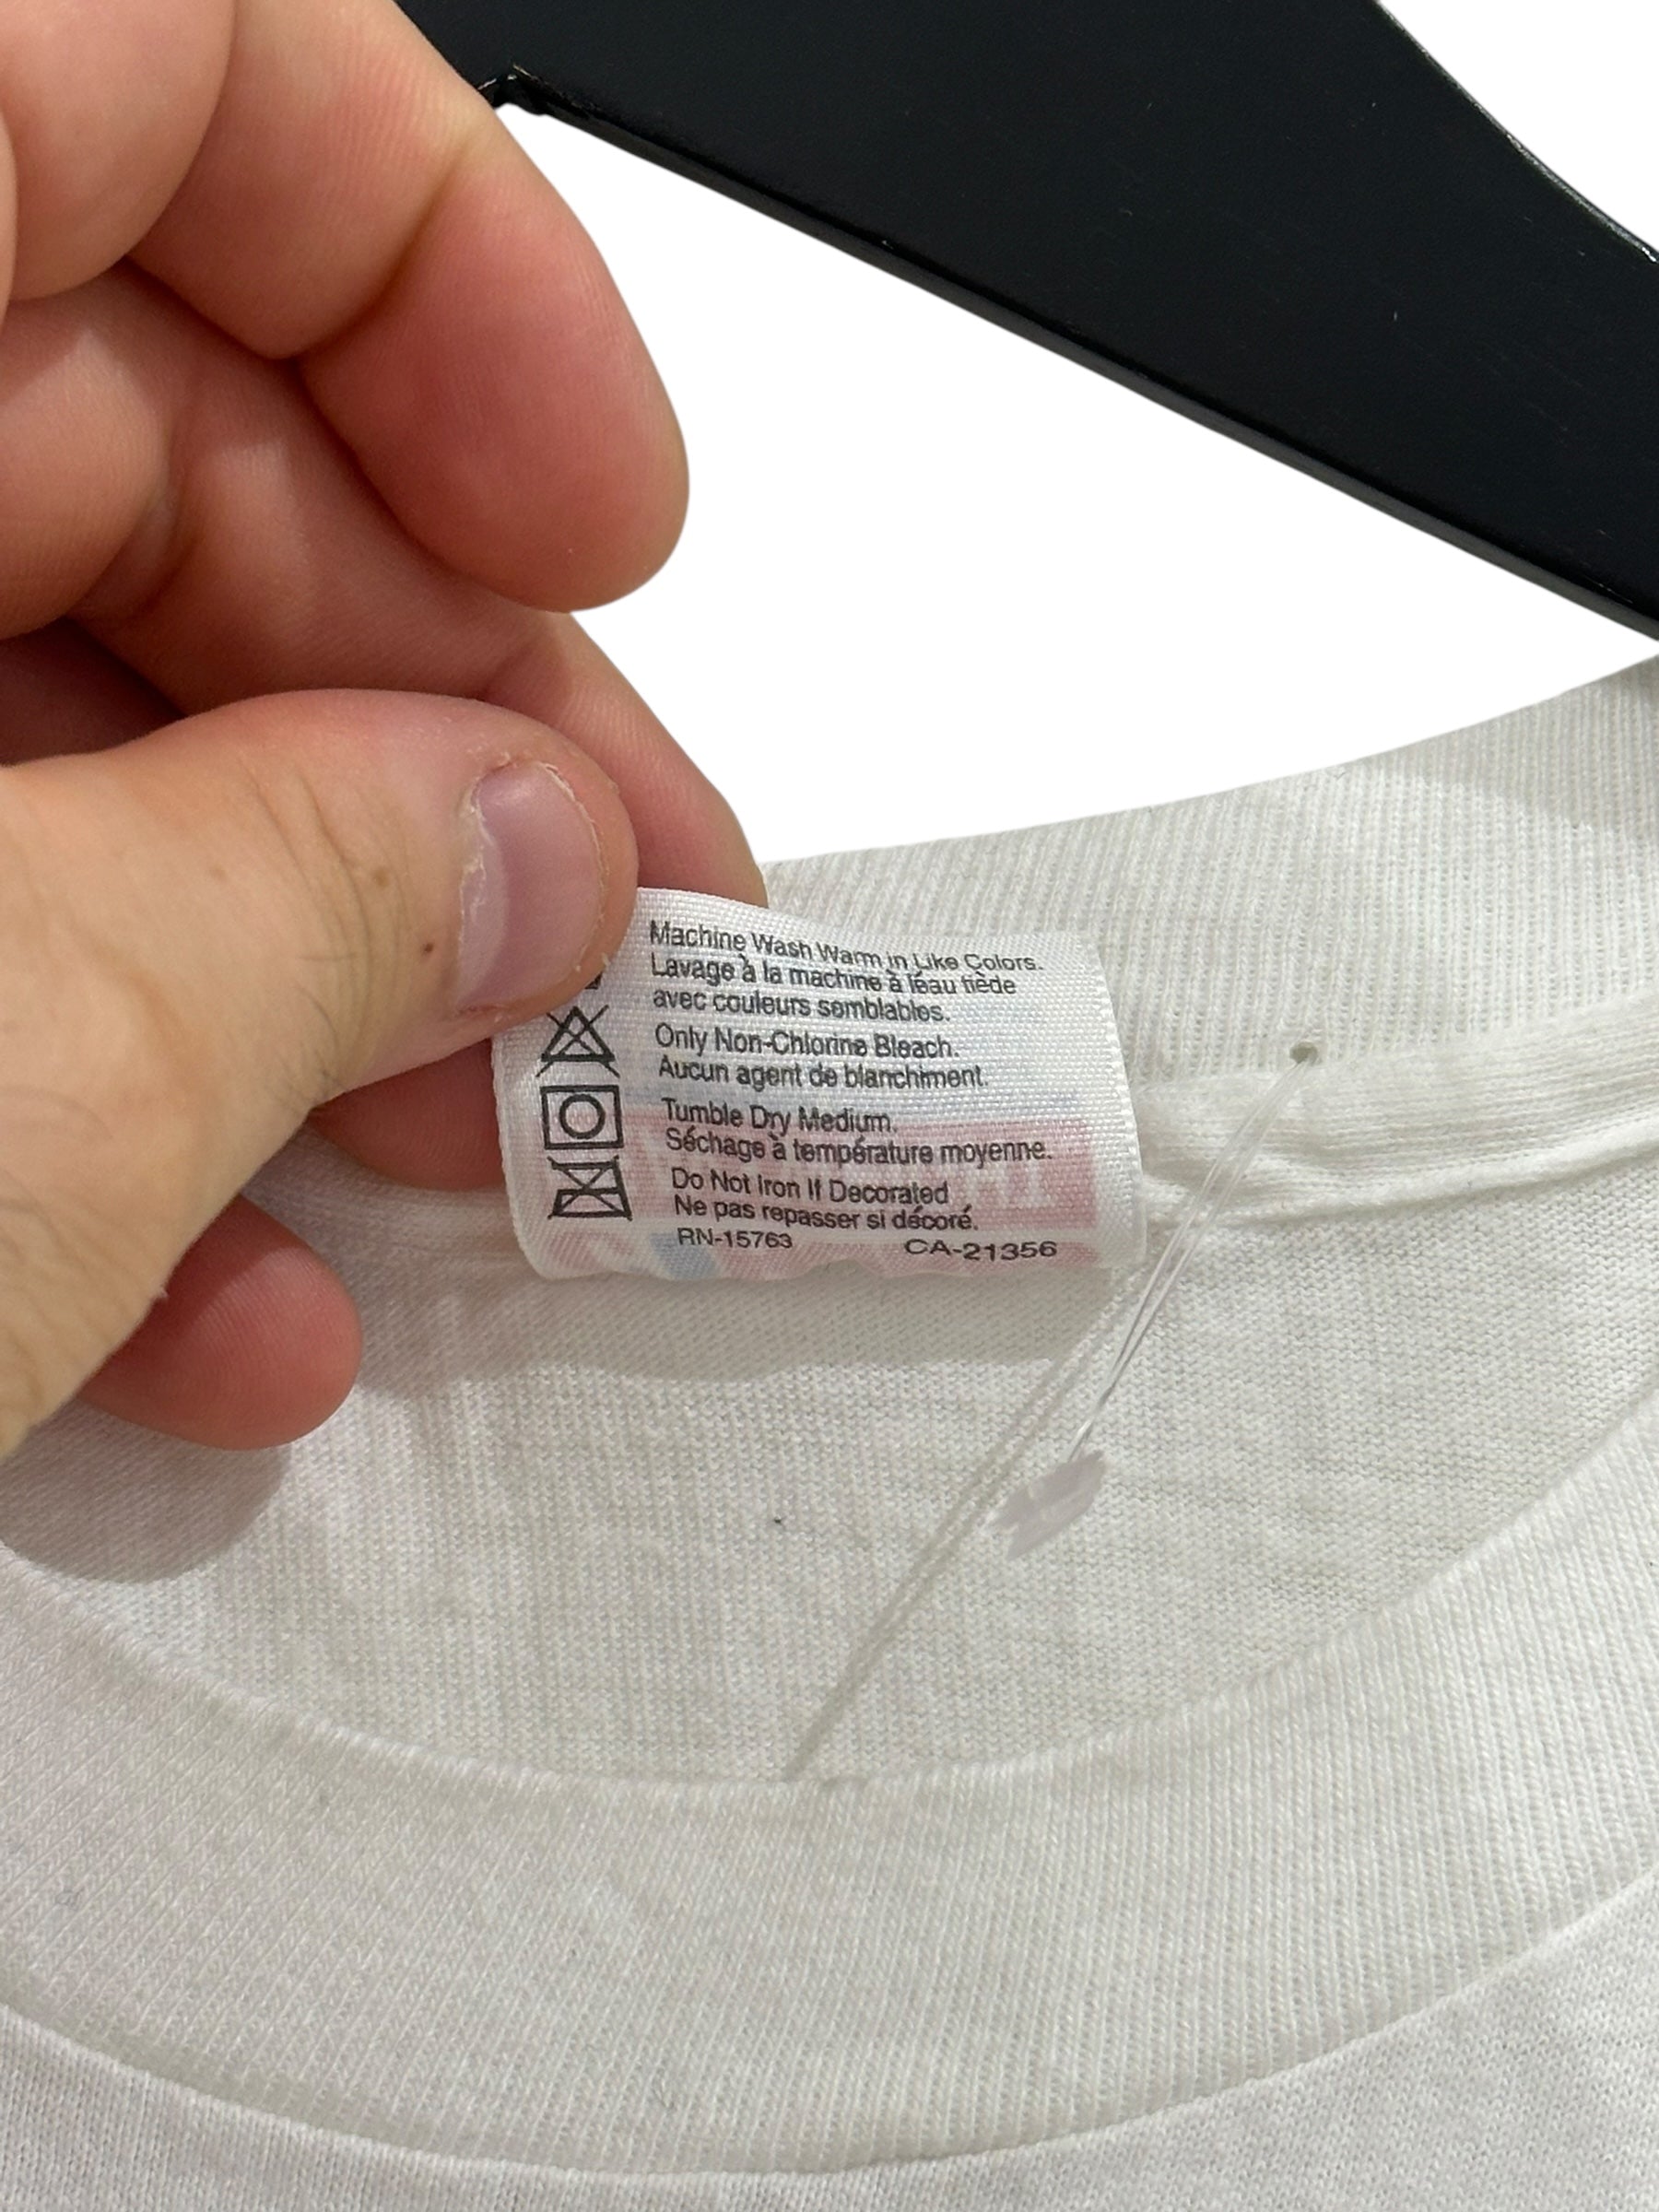 Machine Wash Warm in Like Colors.
Lavage à la machine à léau tiède
avec couleurs semblables.
Only Non-Chlorine Bleach.
Aucun agent de blanchiment.
Tumble Dry Medium.
Séchage à température moyenne.
Do Not Iron If Decorated
Ne pas repasser si décoré.
RN-15763 CA-21356